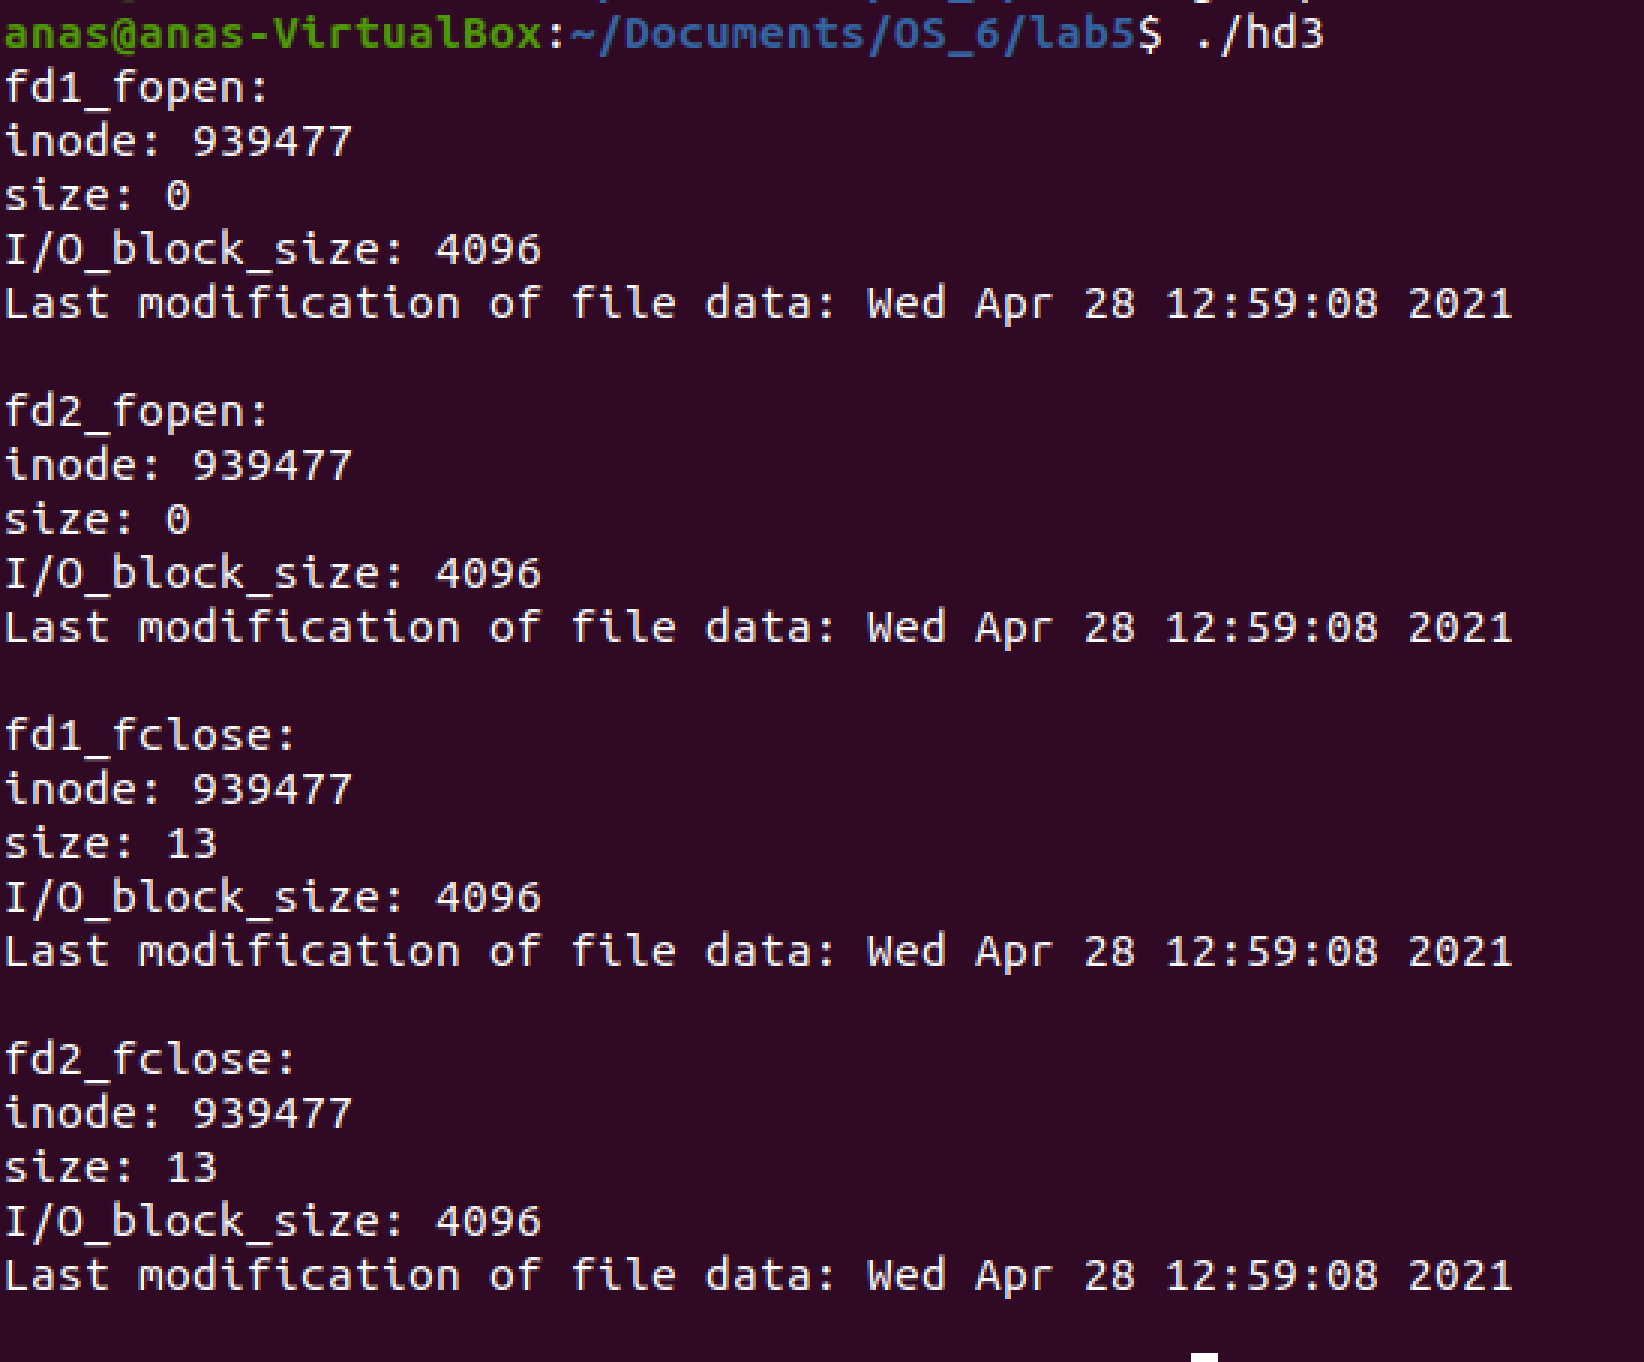 anas@anas-VirtualBox:~/Documents/OS_6/lab5$ ./hd3
fd1_fopen:
inode: 939477
size: 0
I/O_block_size: 4096
Last modification of file data: Wed Apr 28 12:59:08 2021
fd2_fopen:
inode: 939477
size: 0
I/O_block_size: 4096
Last modification of file data: Wed Apr 28 12:59:08 2021
fd1_fclose:
inode: 939477
size: 13
I/O_block_size: 4096
Last modification of file data: Wed Apr 28 12:59:08 2021
fd2_fclose:
inode: 939477
size: 13
I/O_block_size: 4096
Last modification of file data: Wed Apr 28 12:59:08 2021